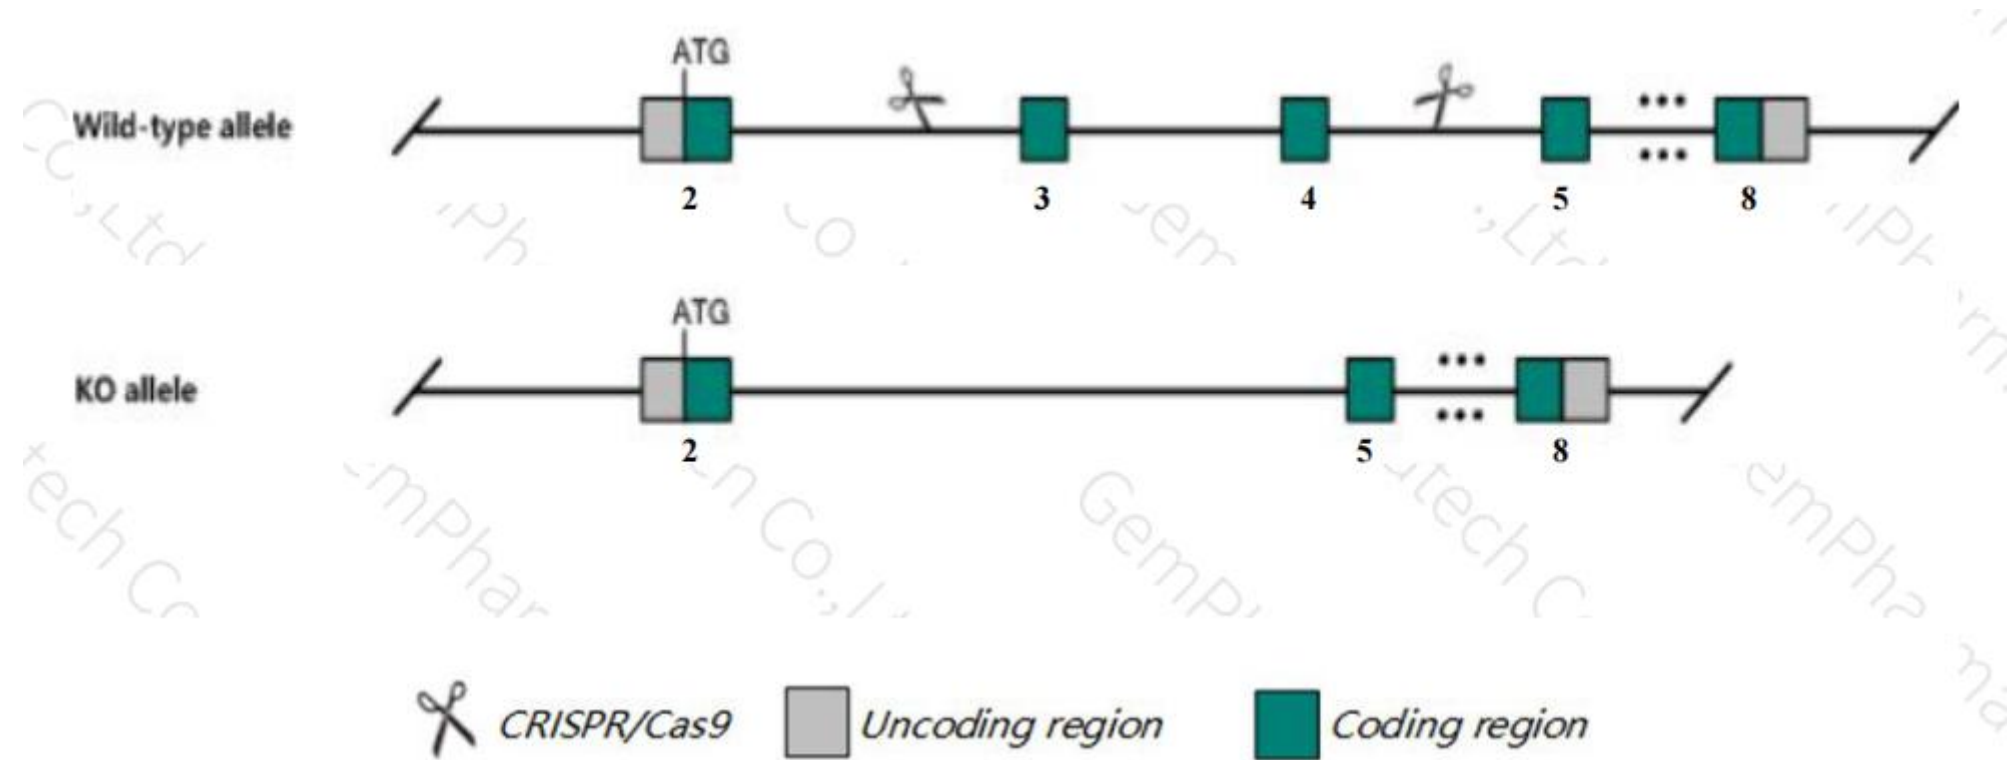 ATG
Wild-type allele
2 3 4 5 8
ATG
KO allele
2 5 8
CRISPR/Cas9 Uncoding region Coding region